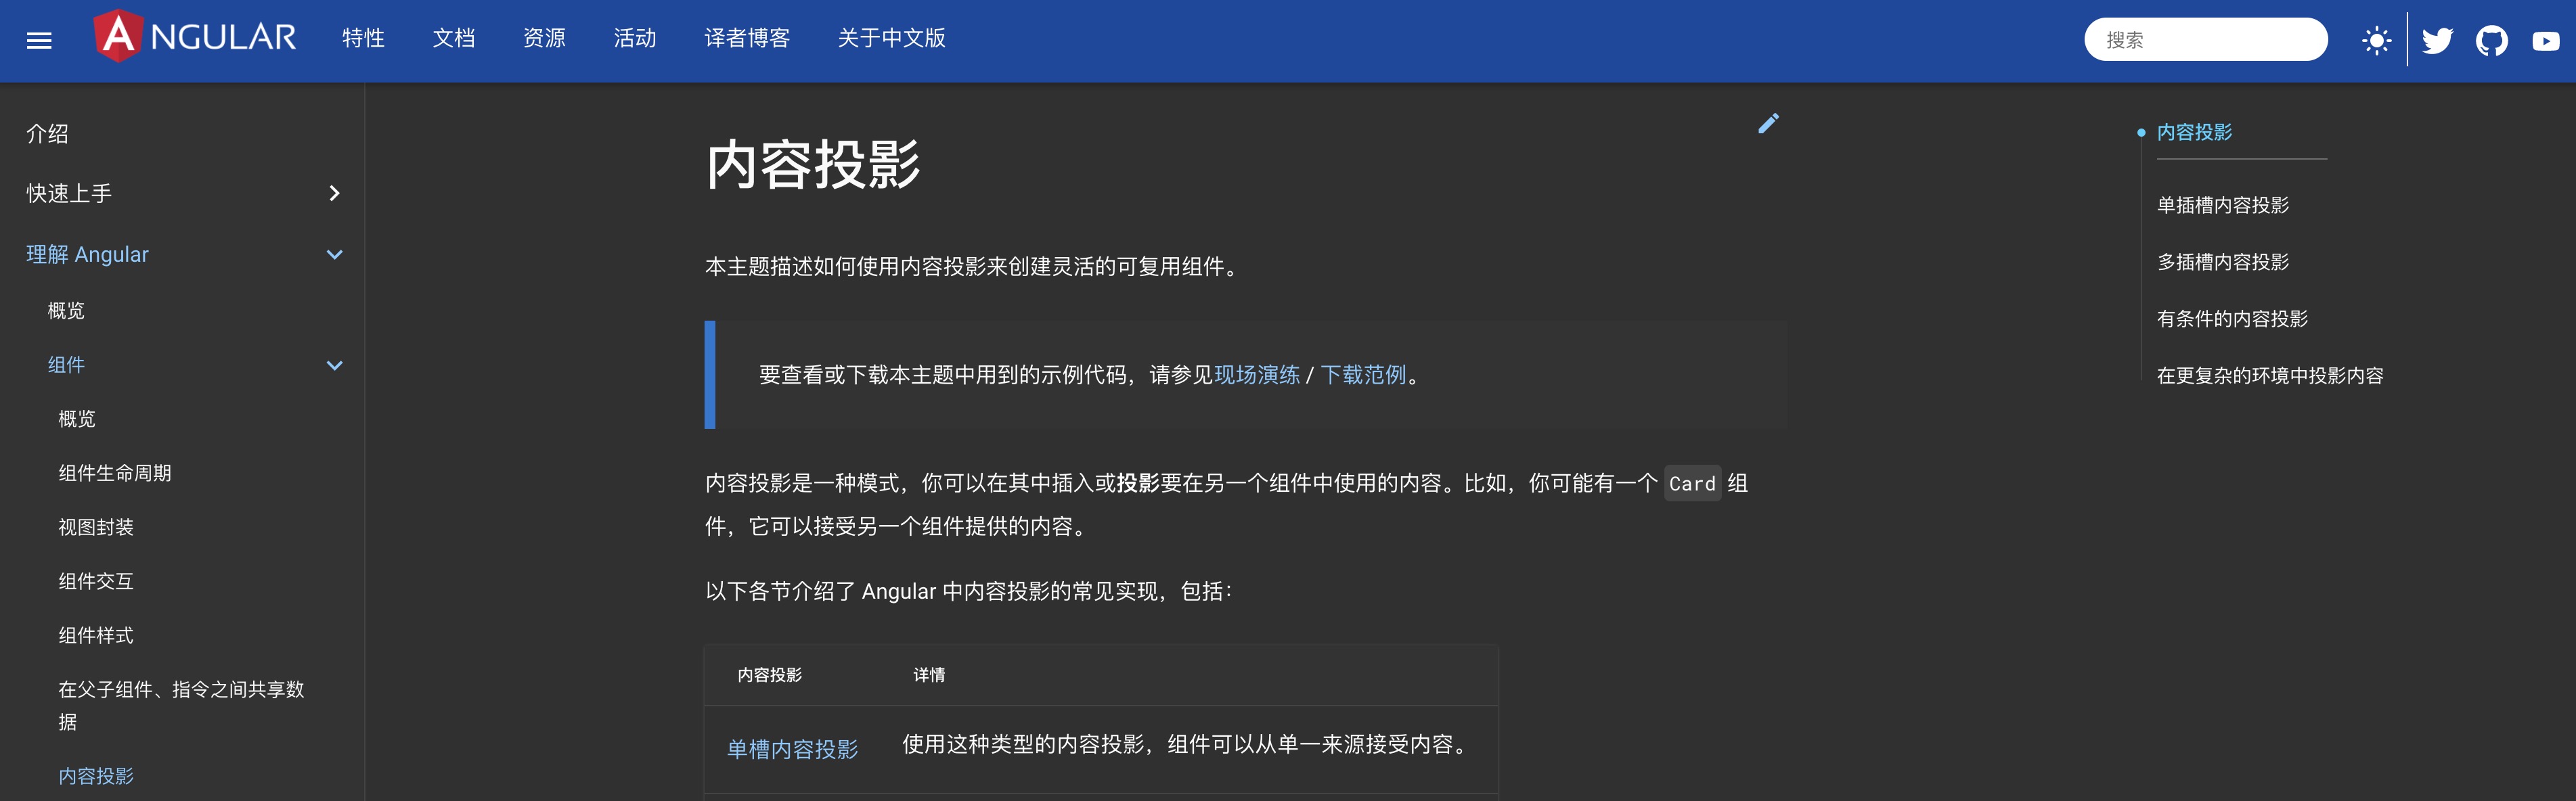 ANGULAR
特性
文档
资源
活动
译者博客
关于中文版
搜索
介绍
快速上手
理解 Angular
概览
组件
概览
组件生命周期
视图封装
组件交互
组件样式
在父子组件、指令之间共享数
据
内容投影
内容投影
本主题描述如何使用内容投影来创建灵活的可复用组件。
要查看或下载本主题中用到的示例代码，请参见现场演练 / 下载范例。
内容投影是一种模式，你可以在其中插入或投影要在另一个组件中使用的内容。比如，你可能有一个 Card 组
件，它可以接受另一个组件提供的内容。
以下各节介绍了 Angular 中内容投影的常见实现，包括：
内容投影 详情
单槽内容投影 使用这种类型的内容投影，组件可以从单一来源接受内容。
内容投影
单插槽内容投影
多插槽内容投影
有条件的内容投影
在更复杂的环境中投影内容